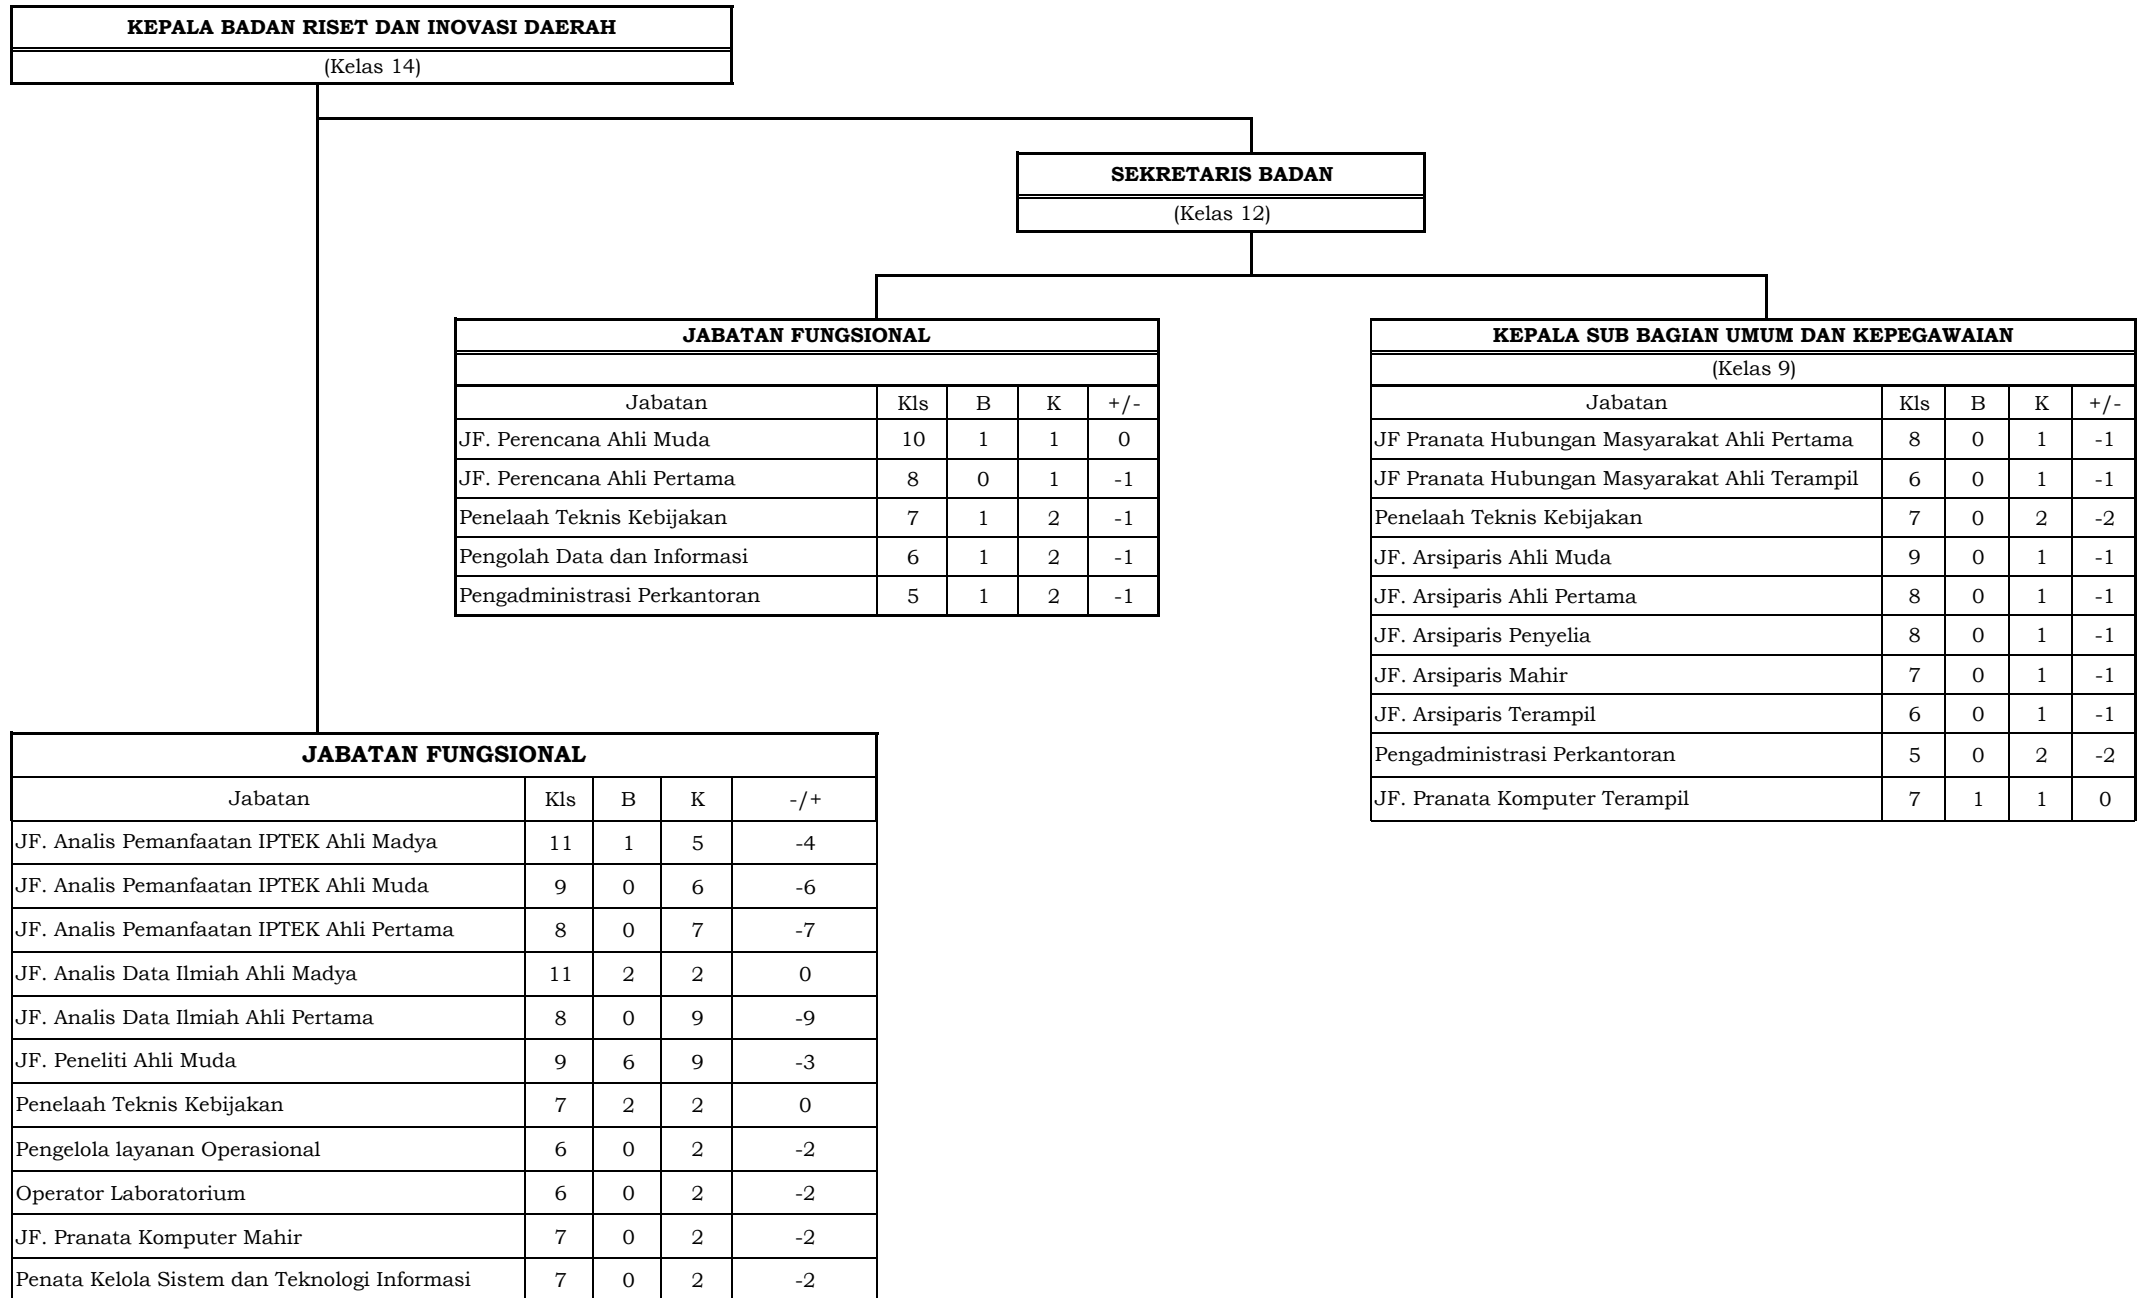 KEPALA BADAN RISET DAN INOVASI DAERAH
(Kelas 14)
SEKRETARIS BADAN
(Kelas 12)
JABATAN FUNGSIONAL
Jabatan Kls B K +/-
JF. Perencana Ahli Muda 10 1 1 0
JF. Perencana Ahli Pertama 8 0 1 -1
Penelaah Teknis Kebijakan 7 1 2 -1
Pengolah Data dan Informasi 6 1 2 -1
Pengadministrasi Perkantoran 5 1 2 -1
KEPALA SUB BAGIAN UMUM DAN KEPEGAWAIAN
(Kelas 9)
Jabatan Kls B K +/-
JF Pranata Hubungan Masyarakat Ahli Pertama 8 0 1 -1
JF Pranata Hubungan Masyarakat Ahli Terampil 6 0 1 -1
Penelaah Teknis Kebijakan 7 0 2 -2
JF. Arsiparis Ahli Muda 9 0 1 -1
JF. Arsiparis Ahli Pertama 8 0 1 -1
JF. Arsiparis Penyelia 8 0 1 -1
JF. Arsiparis Mahir 7 0 1 -1
JF. Arsiparis Terampil 6 0 1 -1
Pengadministrasi Perkantoran 5 0 2 -2
JF. Pranata Komputer Terampil 7 1 1 0
JABATAN FUNGSIONAL
Jabatan Kls B K -/+
JF. Analis Pemanfaatan IPTEK Ahli Madya 11 1 5 -4
JF. Analis Pemanfaatan IPTEK Ahli Muda 9 0 6 -6
JF. Analis Pemanfaatan IPTEK Ahli Pertama 8 0 7 -7
JF. Analis Data Ilmiah Ahli Madya 11 2 2 0
JF. Analis Data Ilmiah Ahli Pertama 8 0 9 -9
JF. Peneliti Ahli Muda 9 6 9 -3
Penelaah Teknis Kebijakan 7 2 2 0
Pengelola layanan Operasional 6 0 2 -2
Operator Laboratorium 6 0 2 -2
JF. Pranata Komputer Mahir 7 0 2 -2
Penata Kelola Sistem dan Teknologi Informasi 7 0 2 -2